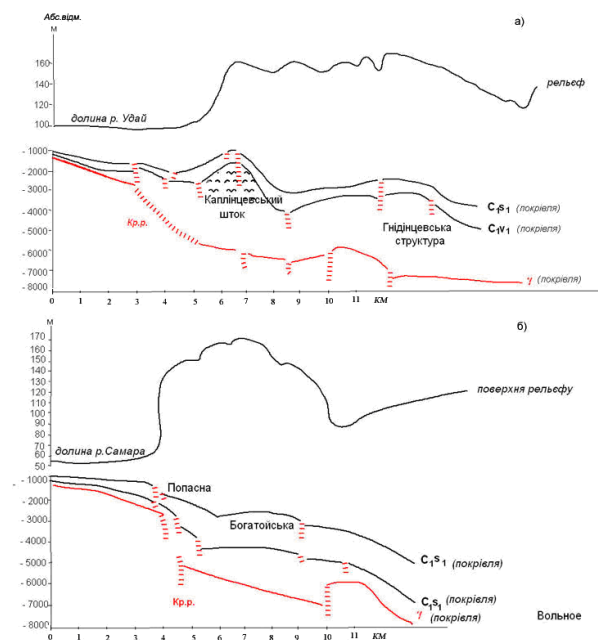 Абс.відм.
М
а)
160
140
120
100
долина р. Удай
рельєф
- 1000
- 2000
- 3000
- 4000
- 5000
- 6000
- 7000
- 8000
Каплінцевський
шток
Кр.р.
Гнідінцевська
структура
C₁s₁ (покрівля)
C₁v₁ (покрівля)
γ (покрівля)
0 1 2 3 4 5 6 7 8 9 10 11 КМ
М
б)
170
160
150
140
130
120
110
100
90
80
70
60
50
долина р.Самара
поверхня рельєфу
- 1000
- 2000
- 3000
- 4000
- 5000
- 6000
- 7000
- 8000
Попасна
Богатойська
Кр.р.
C₁s₁ (покрівля)
C₁s₁ (покрівля)
γ (покрівля)
Вольное
0 1 2 3 4 5 6 7 8 9 10 11 КМ